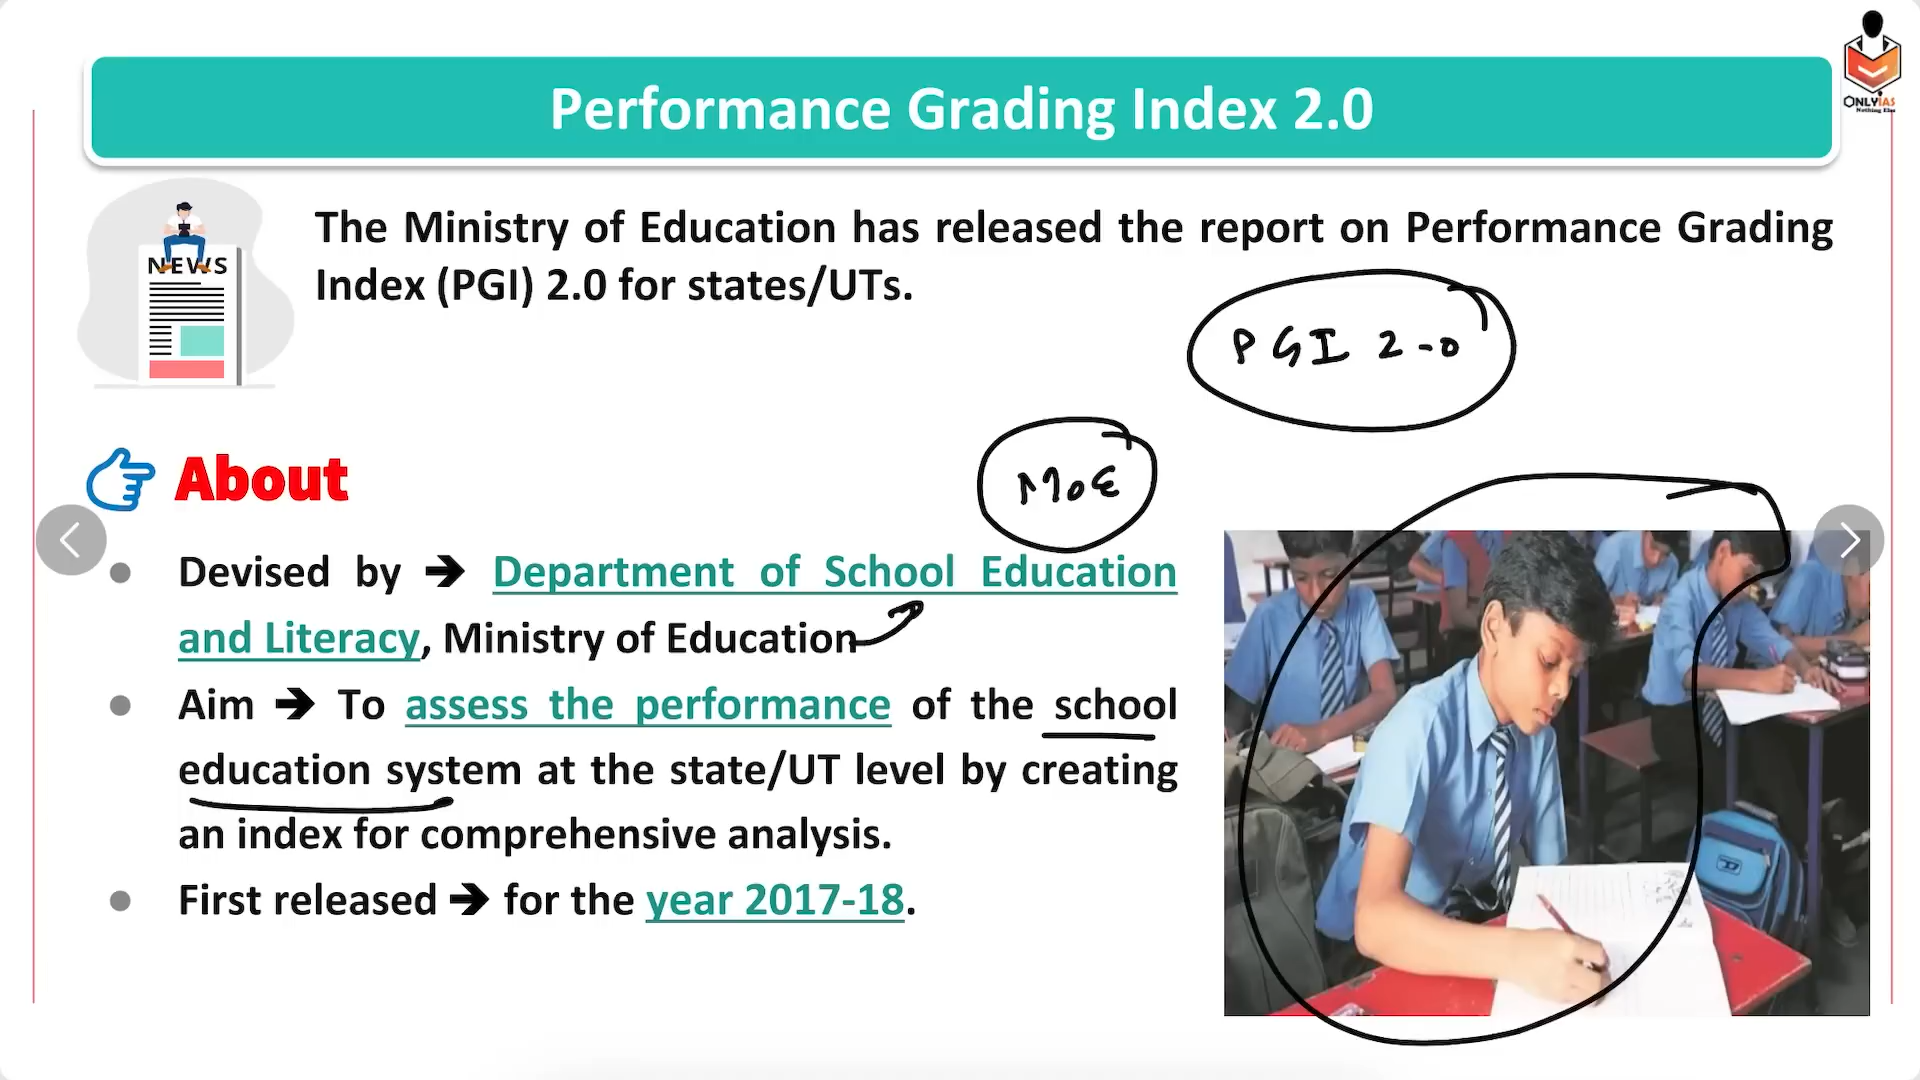 Performance Grading Index 2.0
ONLYIAS
Nothing Else
NEWS
The Ministry of Education has released the report on Performance Grading
Index (PGI) 2.0 for states/UTs.
PGI 2.0
MoE
About
Devised by → Department of School Education
and Literacy, Ministry of Education
Aim → To assess the performance of the school
education system at the state/UT level by creating
an index for comprehensive analysis.
First released → for the year 2017-18.